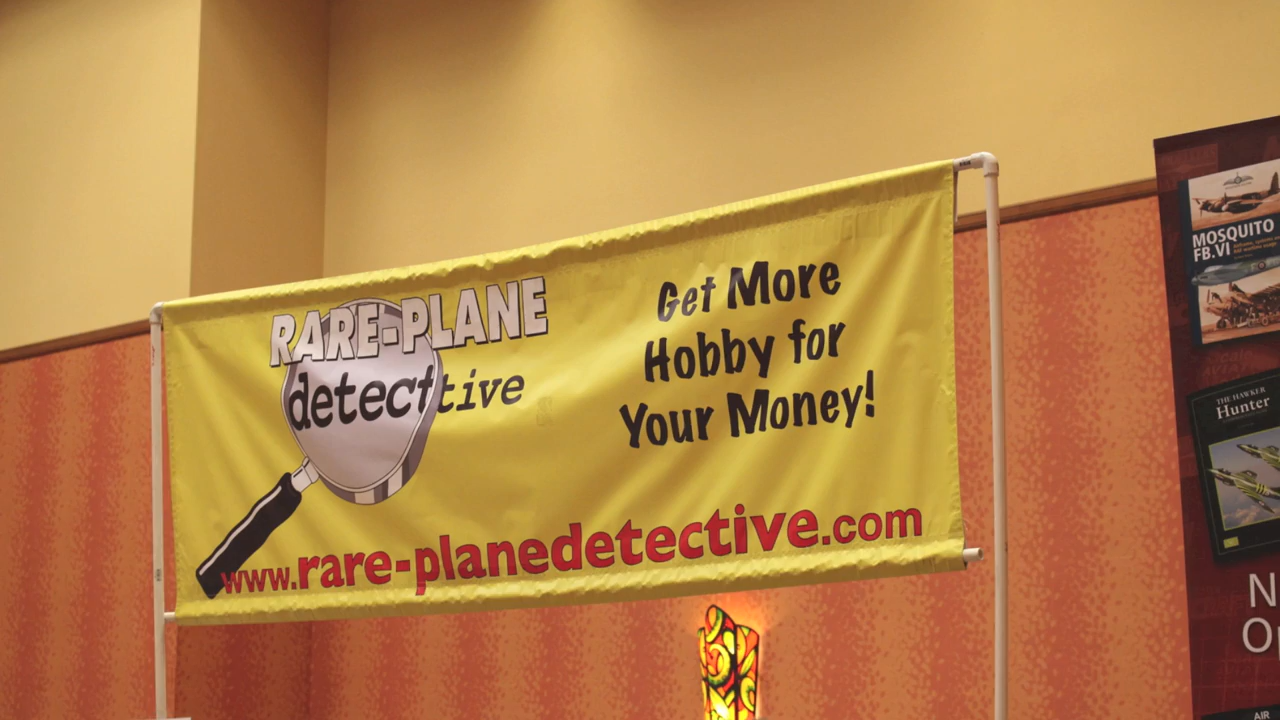 RARE-PLANE
detective
Get More
Hobby for
Your Money!
www.rare-planedetective.com
MOSQUITO
FB.VI
THE HAWKER
Hunter
AIR